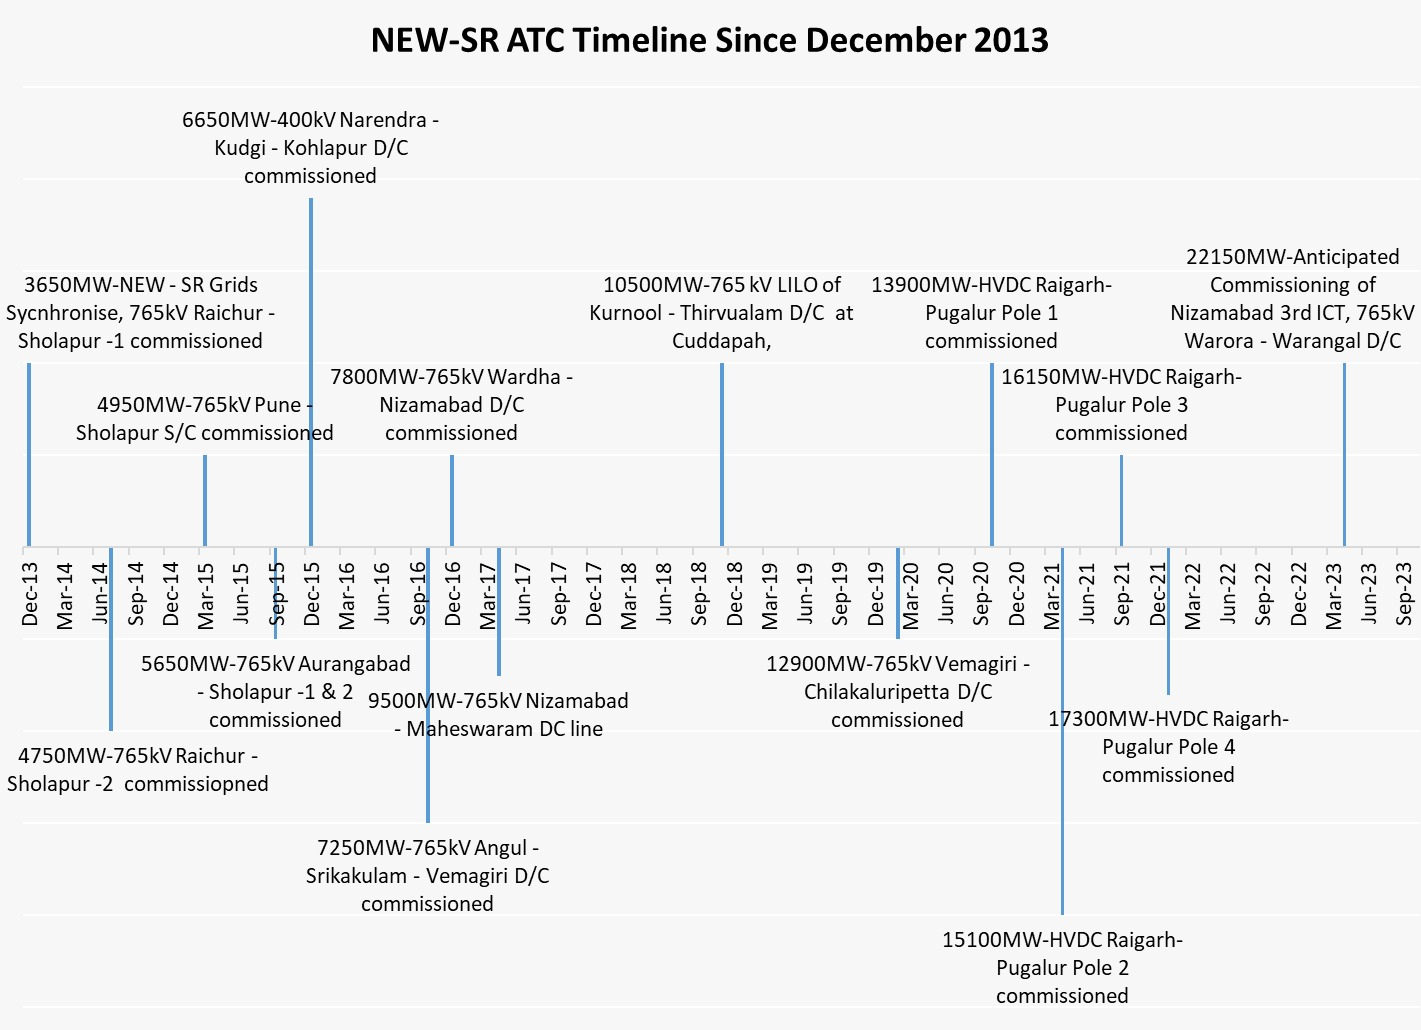 NEW-SR ATC Timeline Since December 2013
6650MW-400kV Narendra -
Kudgi - Kohlapur D/C
commissioned
3650MW-NEW - SR Grids
Sycnhronise, 765kV Raichur -
Sholapur -1 commissioned
10500MW-765 kV LILO of
Kurnool - Thirvualam D/C at
Cuddapah,
13900MW-HVDC Raigarh-
Pugalur Pole 1
commissioned
22150MW-Anticipated
Commissioning of
Nizamabad 3rd ICT, 765kV
Warora - Warangal D/C
4950MW-765kV Pune -
Sholapur S/C commissioned
7800MW-765kV Wardha -
Nizamabad D/C
commissioned
16150MW-HVDC Raigarh-
Pugalur Pole 3
commissioned
Dec-13
Mar-14
Jun-14
Sep-14
Dec-14
Mar-15
Jun-15
Sep-15
Dec-15
Mar-16
Jun-16
Sep-16
Dec-16
Mar-17
Jun-17
Sep-17
Dec-17
Mar-18
Jun-18
Sep-18
Dec-18
Mar-19
Jun-19
Sep-19
Dec-19
Mar-20
Jun-20
Sep-20
Dec-20
Mar-21
Jun-21
Sep-21
Dec-21
Mar-22
Jun-22
Sep-22
Dec-22
Mar-23
Jun-23
Sep-23
5650MW-765kV Aurangabad
- Sholapur -1 & 2
commissioned
9500MW-765kV Nizamabad
- Maheswaram DC line
12900MW-765kV Vemagiri -
Chilakaluripetta D/C
commissioned
17300MW-HVDC Raigarh-
Pugalur Pole 4
commissioned
4750MW-765kV Raichur -
Sholapur -2 commissiopned
7250MW-765kV Angul -
Srikakulam - Vemagiri D/C
commissioned
15100MW-HVDC Raigarh-
Pugalur Pole 2
commissioned